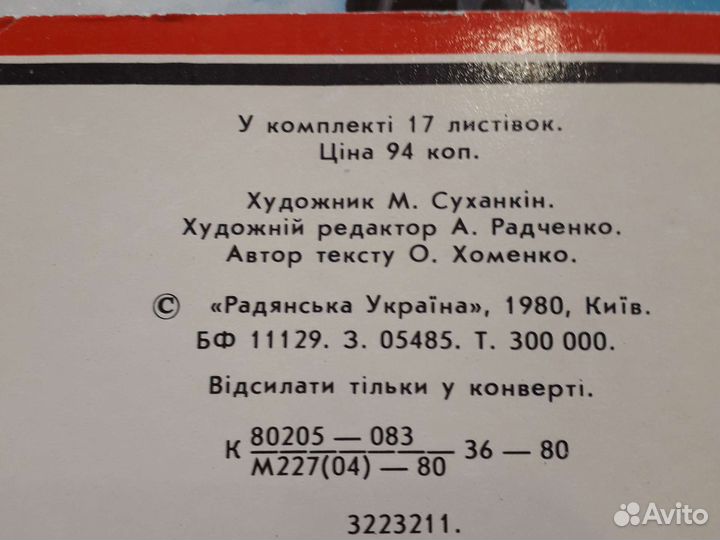 У комплекті 17 листівок.
Ціна 94 коп.
Художник М. Суханкін.
Художній редактор А. Радченко.
Автор тексту О. Хоменко.
© «Радянська Україна», 1980, Київ.
БФ 11129. З. 05485. Т. 300 000.
Відсилати тільки у конверті.
К 80205 — 083 / М227(04) — 80 36 — 80
3223211.
Avito